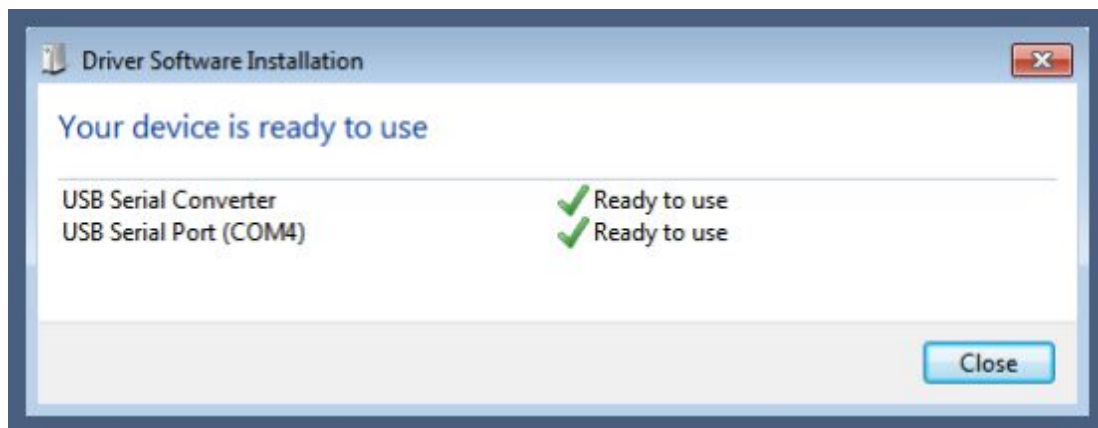 Driver Software Installation
Your device is ready to use
USB Serial Converter Ready to use
USB Serial Port (COM4) Ready to use
Close